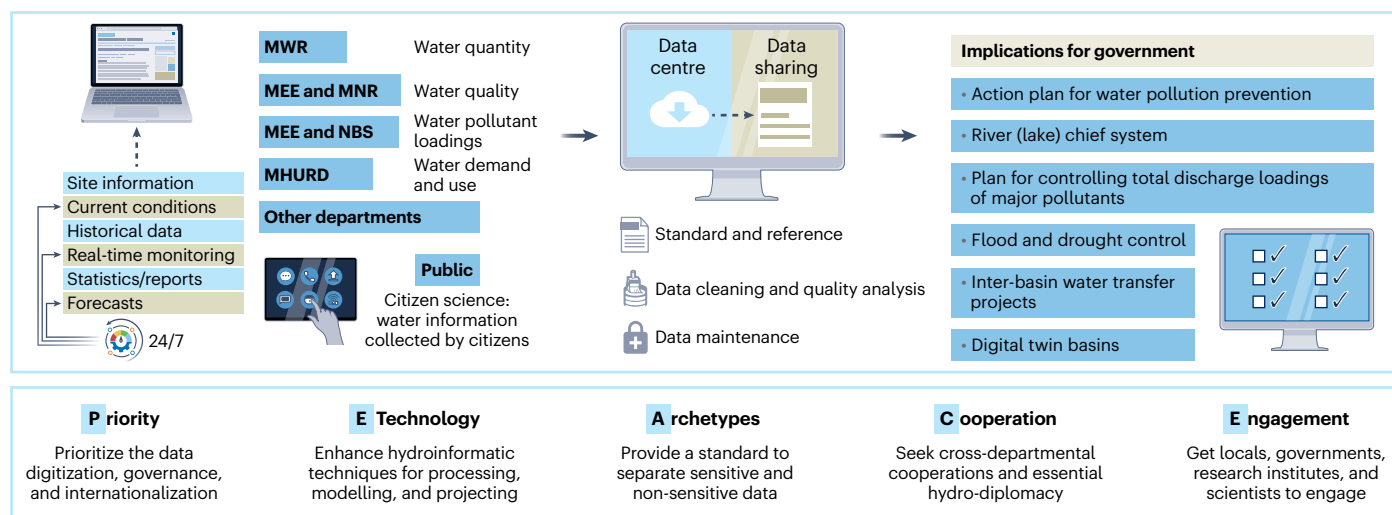 Site information
Current conditions
Historical data
Real-time monitoring
Statistics/reports
Forecasts
24/7
MWR
Water quantity
MEE and MNR
Water quality
MEE and NBS
Water pollutant
loadings
MHURD
Water demand
and use
Other departments
Public
Citizen science:
water information
collected by citizens
Data
centre
Data
sharing
Standard and reference
Data cleaning and quality analysis
Data maintenance
Implications for government
• Action plan for water pollution prevention
• River (lake) chief system
• Plan for controlling total discharge loadings
of major pollutants
• Flood and drought control
• Inter-basin water transfer
projects
• Digital twin basins
Priority
Prioritize the data
digitization, governance,
and internationalization
E Technology
Enhance hydroinformatic
techniques for processing,
modelling, and projecting
Archetypes
Provide a standard to
separate sensitive and
non-sensitive data
Cooperation
Seek cross-departmental
cooperations and essential
hydro-diplomacy
Engagement
Get locals, governments,
research institutes, and
scientists to engage